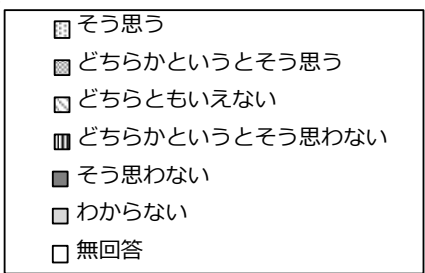 そう思う
どちらかというとそう思う
どちらともいえない
どちらかというとそう思わない
そう思わない
わからない
無回答